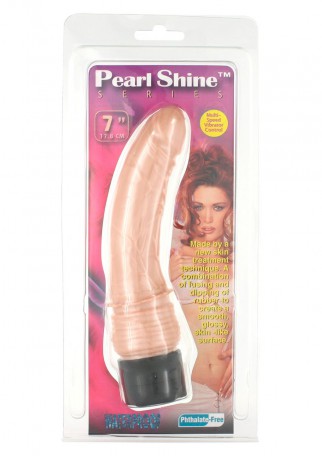 Pearl Shine™
SERIES
7"
17.8 CM
Multi-
Speed
Vibrator
Control
Made by a
new skin
treatment
technique. A
combination
of fusing and
dipping of
rubber to
create a
smooth,
glossy,
skin-like
surface.
Phthalate-Free